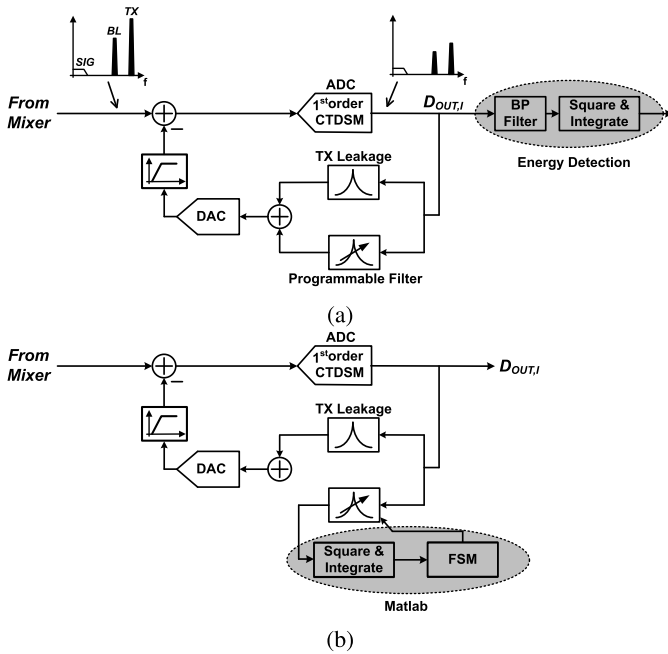 (a)
SIG
BL
TX
f
f
From
Mixer
ADC
1st order
CTDSM
DOUT,I
BP
Filter
Square &
Integrate
Energy Detection
TX Leakage
DAC
Programmable Filter
(a)
From
Mixer
ADC
1st order
CTDSM
DOUT,I
TX Leakage
DAC
Square &
Integrate
FSM
Matlab
(b)